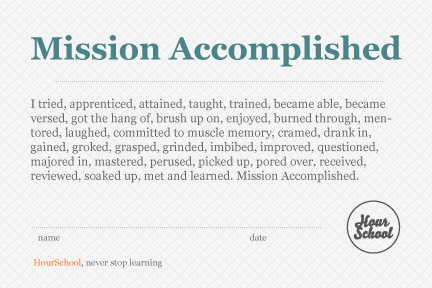 Mission Accomplished
I tried, apprenticed, attained, taught, trained, became able, became
versed, got the hang of, brush up on, enjoyed, burned through, men-
tored, laughed, committed to muscle memory, cramed, drank in,
gained, groked, grasped, grinded, imbibed, improved, questioned,
majored in, mastered, perused, picked up, pored over, received,
reviewed, soaked up, met and learned. Mission Accomplished.
Hour
School
name date
HourSchool, never stop learning